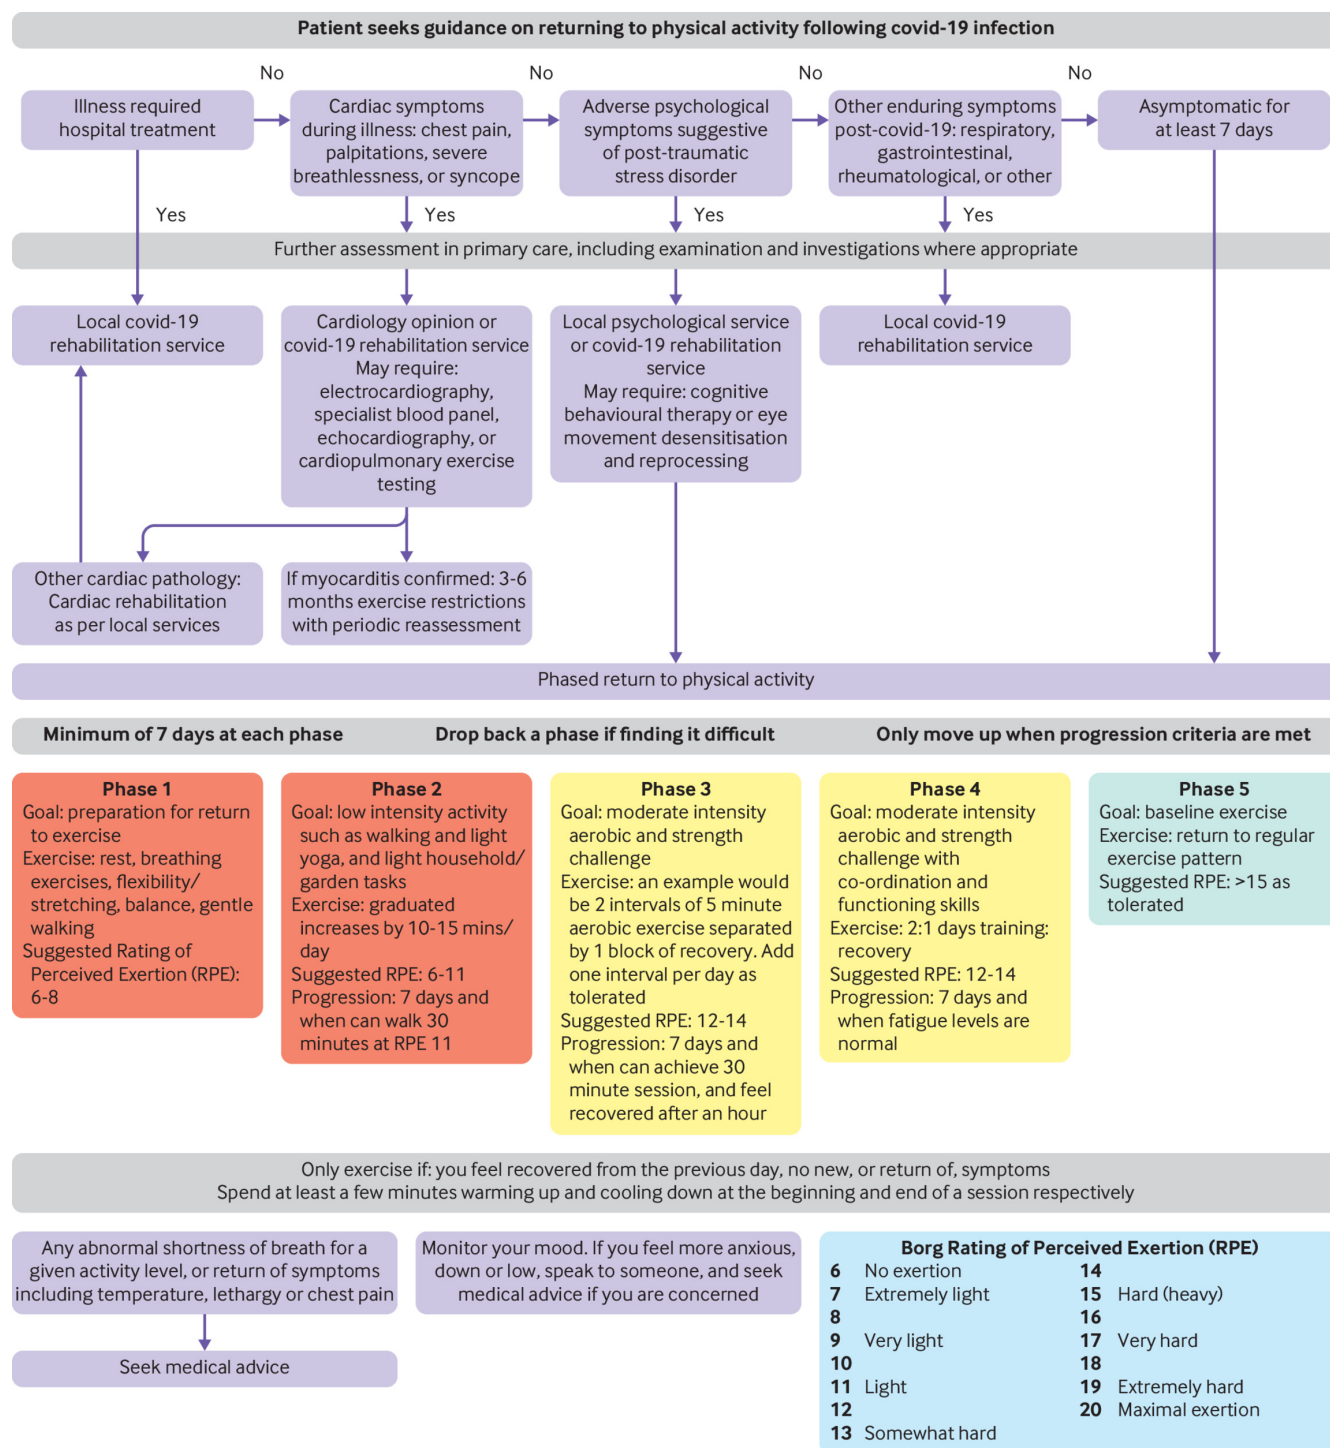 Patient seeks guidance on returning to physical activity following covid-19 infection
No
No
No
No
Illness required
hospital treatment
Cardiac symptoms
during illness: chest pain,
palpitations, severe
breathlessness, or syncope
Adverse psychological
symptoms suggestive
of post-traumatic
stress disorder
Other enduring symptoms
post-covid-19: respiratory,
gastrointestinal,
rheumatological, or other
Asymptomatic for
at least 7 days
Yes
Yes
Yes
Yes
Further assessment in primary care, including examination and investigations where appropriate
Local covid-19
rehabilitation service
Cardiology opinion or
covid-19 rehabilitation service
May require:
electrocardiography,
specialist blood panel,
echocardiography, or
cardiopulmonary exercise
testing
Local psychological service
or covid-19 rehabilitation
service
May require: cognitive
behavioural therapy or eye
movement desensitisation
and reprocessing
Local covid-19
rehabilitation service
Other cardiac pathology:
Cardiac rehabilitation
as per local services
If myocarditis confirmed: 3-6
months exercise restrictions
with periodic reassessment
Phased return to physical activity
Minimum of 7 days at each phase
Drop back a phase if finding it difficult
Only move up when progression criteria are met
Phase 1
Goal: preparation for return
to exercise
Exercise: rest, breathing
exercises, flexibility/
stretching, balance, gentle
walking
Suggested Rating of
Perceived Exertion (RPE):
6-8
Phase 2
Goal: low intensity activity
such as walking and light
yoga, and light household/
garden tasks
Exercise: graduated
increases by 10-15 mins/
day
Suggested RPE: 6-11
Progression: 7 days and
when can walk 30
minutes at RPE 11
Phase 3
Goal: moderate intensity
aerobic and strength
challenge
Exercise: an example would
be 2 intervals of 5 minute
aerobic exercise separated
by 1 block of recovery. Add
one interval per day as
tolerated
Suggested RPE: 12-14
Progression: 7 days and
when can achieve 30
minute session, and feel
recovered after an hour
Phase 4
Goal: moderate intensity
aerobic and strength
challenge with
co-ordination and
functioning skills
Exercise: 2:1 days training:
recovery
Suggested RPE: 12-14
Progression: 7 days and
when fatigue levels are
normal
Phase 5
Goal: baseline exercise
Exercise: return to regular
exercise pattern
Suggested RPE: >15 as
tolerated
Only exercise if: you feel recovered from the previous day, no new, or return of, symptoms
Spend at least a few minutes warming up and cooling down at the beginning and end of a session respectively
Any abnormal shortness of breath for a
given activity level, or return of symptoms
including temperature, lethargy or chest pain
Seek medical advice
Monitor your mood. If you feel more anxious,
down or low, speak to someone, and seek
medical advice if you are concerned
Borg Rating of Perceived Exertion (RPE)
6 No exertion
7 Extremely light
8
9 Very light
10
11 Light
12
13 Somewhat hard
14
15 Hard (heavy)
16
17 Very hard
18
19 Extremely hard
20 Maximal exertion